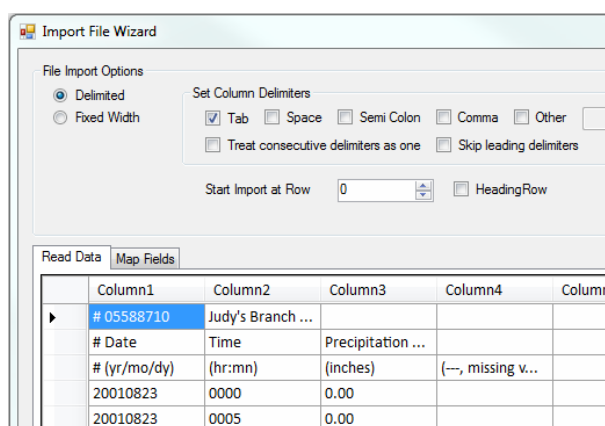 Import File Wizard
File Import Options
Delimited
Fixed Width
Set Column Delimiters
Tab Space Semi Colon Comma Other
Treat consecutive delimiters as one Skip leading delimiters
Start Import at Row 0 HeadingRow
Read Data Map Fields
Column1 Column2 Column3 Column4 Column
# 05588710 Judy's Branch ...
# Date Time Precipitation ...
# (yr/mo/dy) (hr:mn) (inches) (---, missing v...
20010823 0000 0.00
20010823 0005 0.00